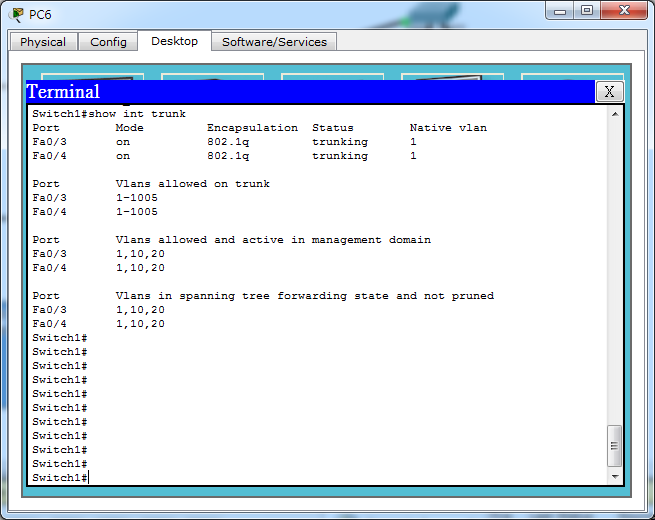 PC6
Physical Config Desktop Software/Services
Terminal X
Switch1#show int trunk
Port        Mode         Encapsulation  Status        Native vlan
Fa0/3       on           802.1q         trunking      1
Fa0/4       on           802.1q         trunking      1
Port        Vlans allowed on trunk
Fa0/3       1-1005
Fa0/4       1-1005
Port        Vlans allowed and active in management domain
Fa0/3       1,10,20
Fa0/4       1,10,20
Port        Vlans in spanning tree forwarding state and not pruned
Fa0/3       1,10,20
Fa0/4       1,10,20
Switch1#
Switch1#
Switch1#
Switch1#
Switch1#
Switch1#
Switch1#
Switch1#
Switch1#
Switch1#
Switch1#